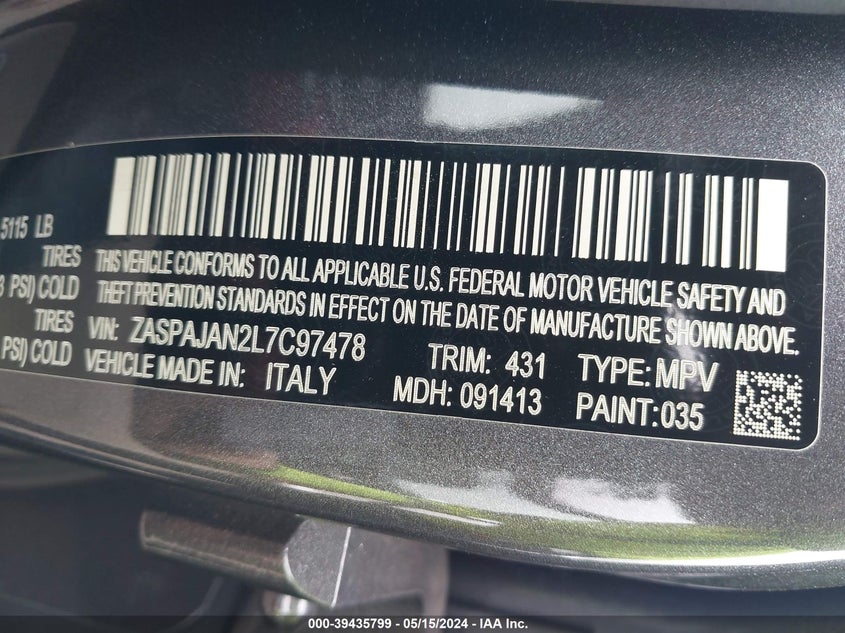 5115 LB
TIRES
PSI) COLD
TIRES
PSI) COLD
THIS VEHICLE CONFORMS TO ALL APPLICABLE U.S. FEDERAL MOTOR VEHICLE SAFETY AND
THEFT PREVENTION STANDARDS IN EFFECT ON THE DATE OF MANUFACTURE SHOWN ABOVE.
VIN: ZASPAJAN2L7C97478 TRIM: 431 TYPE: MPV
VEHICLE MADE IN: ITALY MDH: 091413 PAINT:035
000-39435799 - 05/15/2024 - IAA Inc.